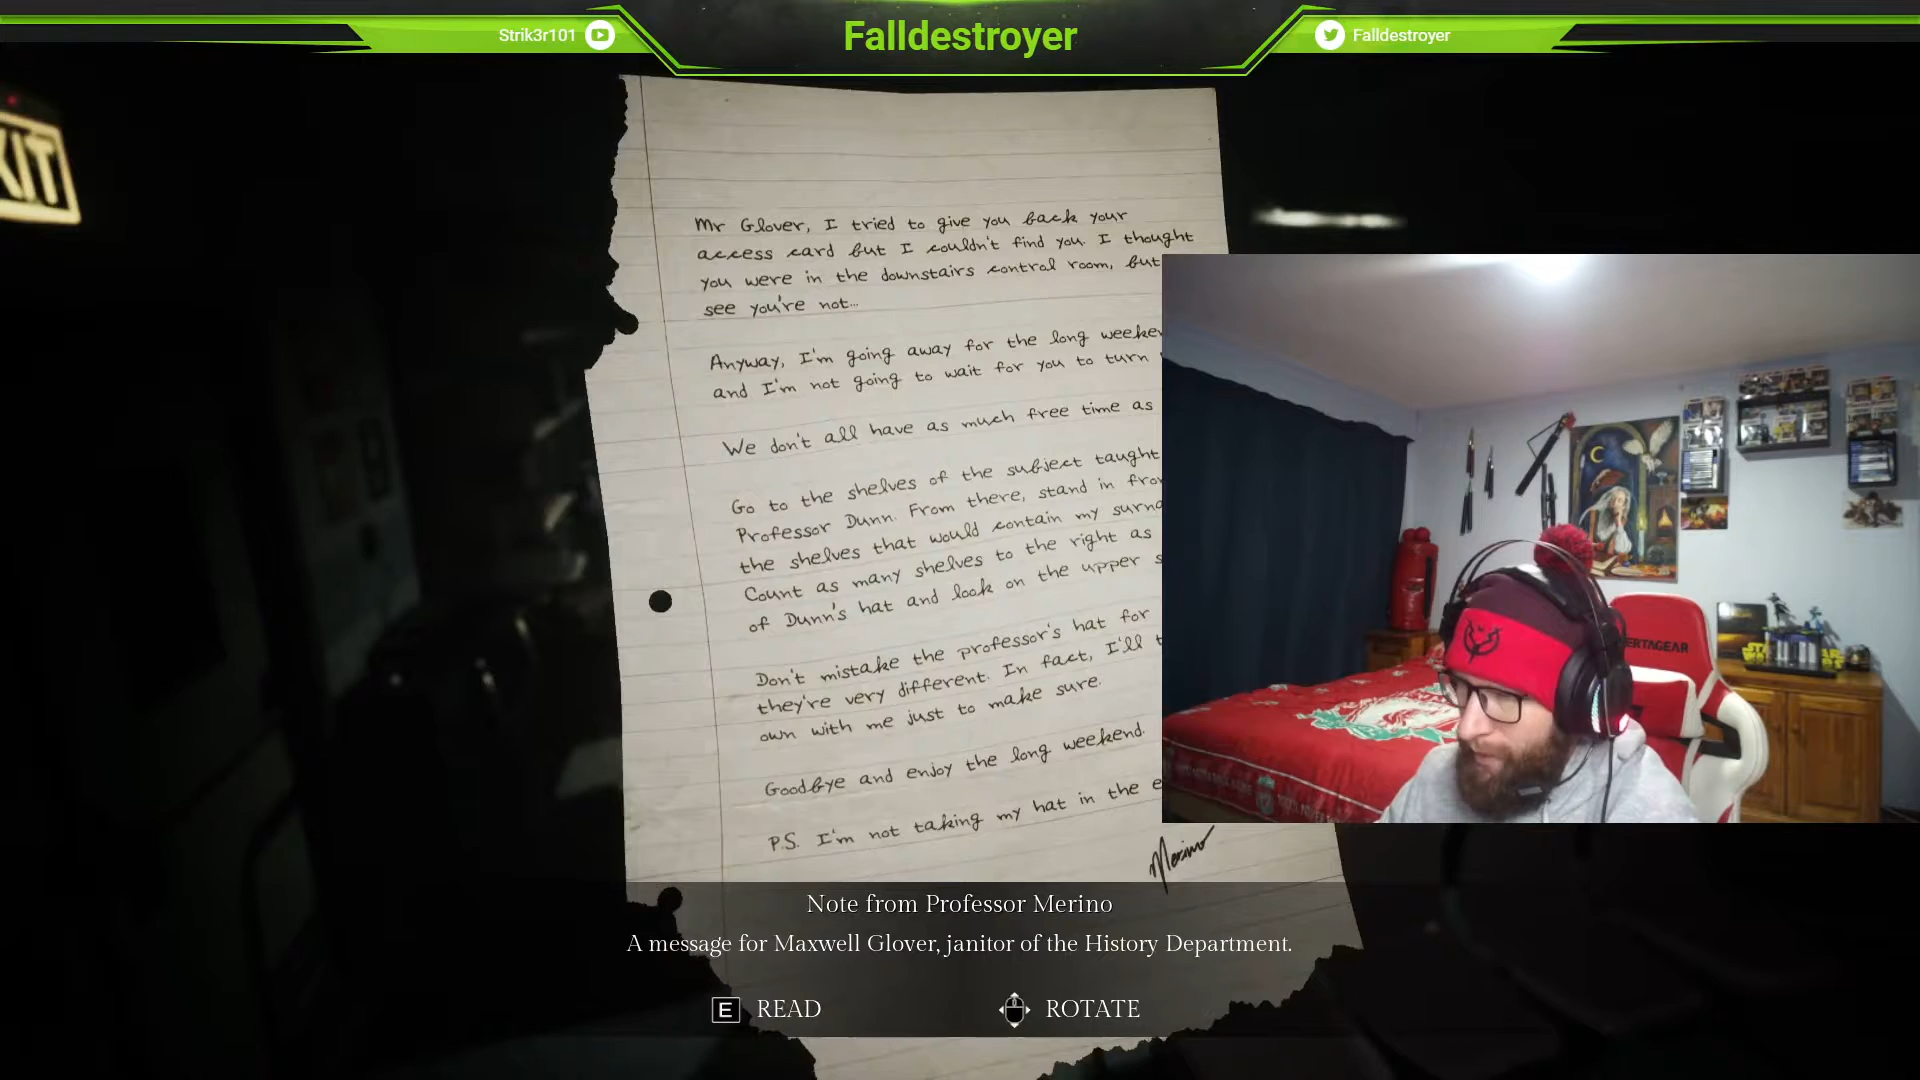 Strik3r101
Falldestroyer
Falldestroyer
XIT
Mr Glover, I tried to give you back your
access card but I couldn't find you. I thought
you were in the downstairs control room, but
see you're not...
Anyway, I'm going away for the long
and I'm not going to wait for you to turn
We don't all have as much free time as
Go to the shelves of the subject taught
Professor Dunn. From there, stand in
the shelves that would contain my
Count as many shelves to the right as
of Dunn's hat and look on the upper
Don't mistake the professor's hat for
they're very different. In fact, I'll
own with me just to make sure.
Goodbye and enjoy the long weekend.
P.S. I'm not taking my hat in the
Merino
Note from Professor Merino
A message for Maxwell Glover, janitor of the History Department.
E READ
ROTATE
ERTAGEAR
STAR